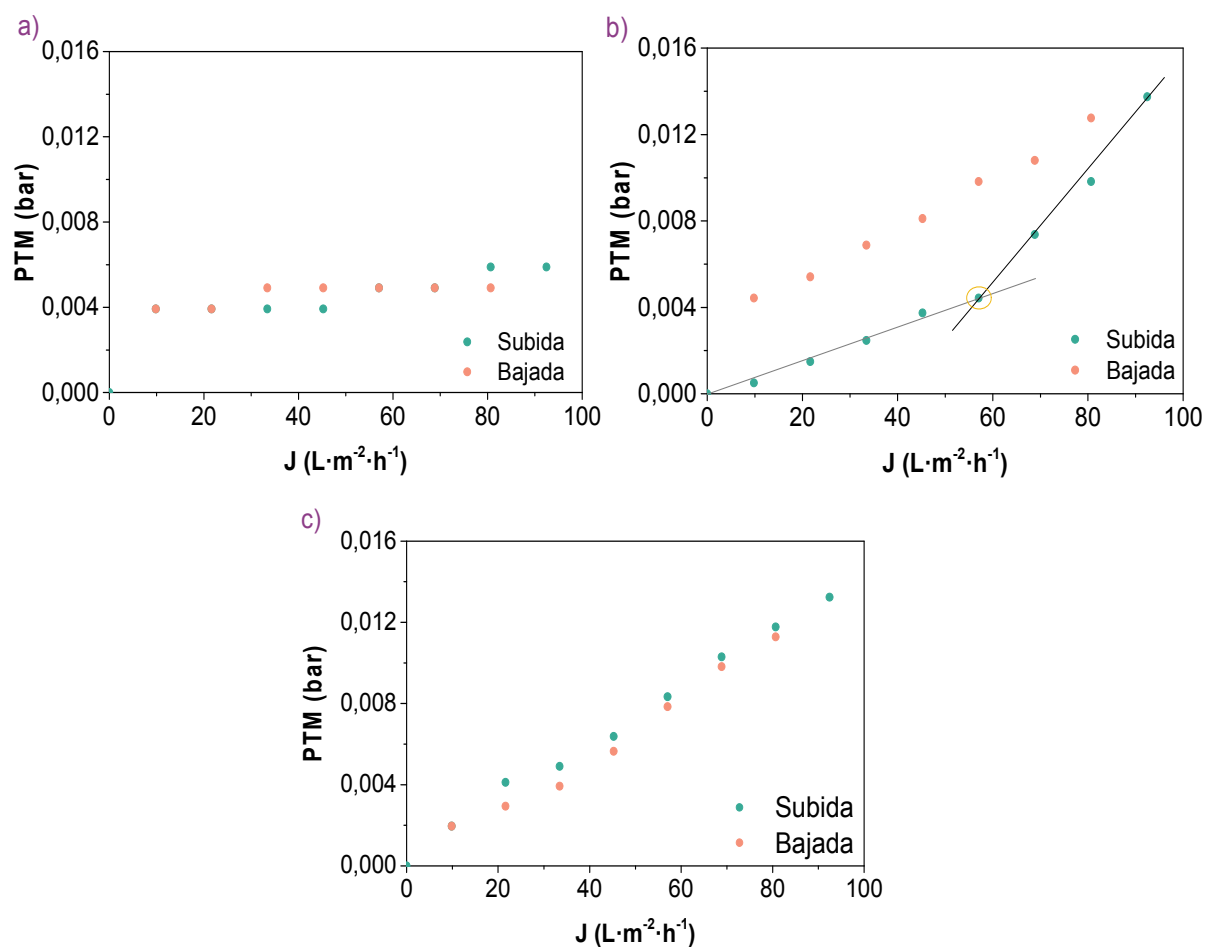 a)
0,016
0,012
0,008
0,004
0,000
PTM (bar)
0 20 40 60 80 100
J (L·m⁻²·h⁻¹)
Subida
Bajada
b)
0,016
0,012
0,008
0,004
0,000
PTM (bar)
0 20 40 60 80 100
J (L·m⁻²·h⁻¹)
Subida
Bajada
c)
0,016
0,012
0,008
0,004
0,000
PTM (bar)
0 20 40 60 80 100
J (L·m⁻²·h⁻¹)
Subida
Bajada